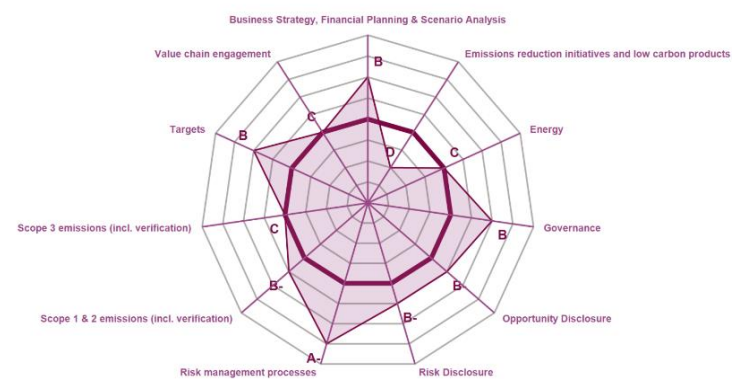 Business Strategy, Financial Planning & Scenario Analysis
Value chain engagement
Emissions reduction initiatives and low carbon products
B
C
Targets
B
Energy
D
C
Scope 3 emissions (incl. verification)
C
B
Governance
B-
B-
Scope 1 & 2 emissions (incl. verification)
B-
Opportunity Disclosure
A-
Risk management processes
Risk Disclosure